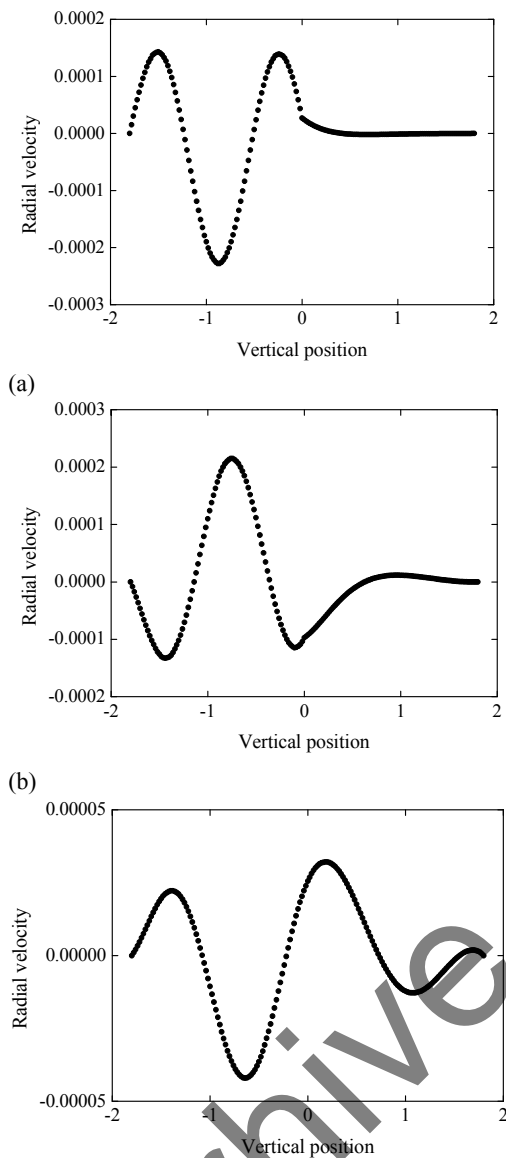 0.0002
0.0001
0.0000
-0.0001
-0.0002
-0.0003
Radial velocity
-2 -1 0 1 2
Vertical position
(a)
0.0003
0.0002
0.0001
0.0000
-0.0001
-0.0002
Radial velocity
-2 -1 0 1 2
Vertical position
(b)
0.00005
0.00000
-0.00005
Radial velocity
-2 -1 0 1 2
Vertical position
hive